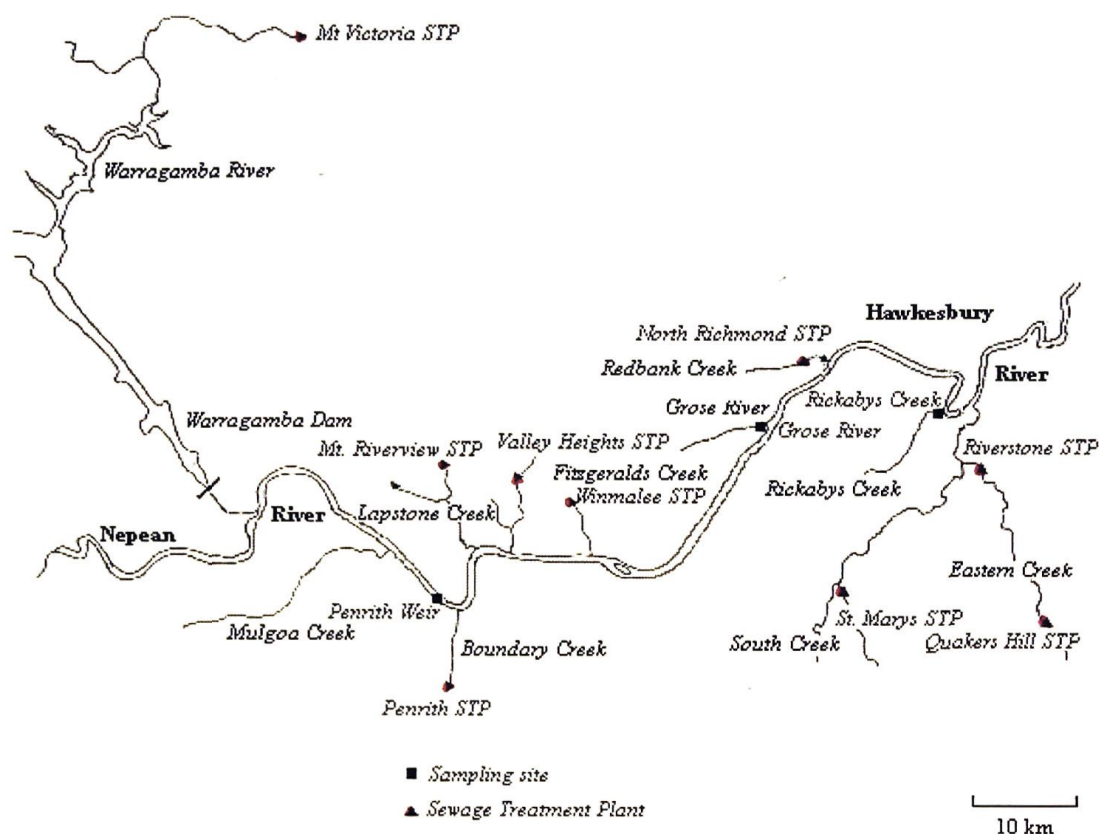 Mt Victoria STP
Warragamba River
Hawkesbury
North Richmond STP
Redbank Creek
River
Rickabys Creek
Grose River
Grose River
Warragamba Dam
Mt. Riverview STP
Valley Heights STP
Riverstone STP
Fitzgeralds Creek
Rickabys Creek
Winmalee STP
Lapstone Creek
River
Nepean
Eastern Creek
Penrith Weir
St. Marys STP
Mulgoa Creek
Boundary Creek
South Creek
Quakers Hill STP
Penrith STP
Sampling site
Sewage Treatment Plant
10 km